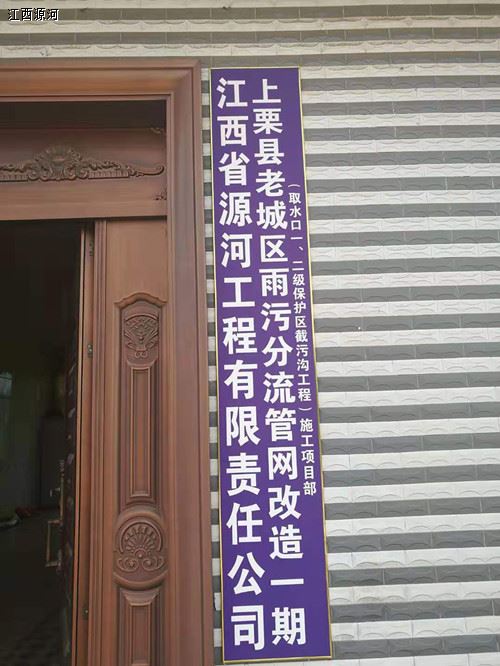 江西源河
江西省源河工程有限责任公司
上栗县老城区雨污分流管网改造一期
（取水口一、二级保护区截污沟工程）施工项目部